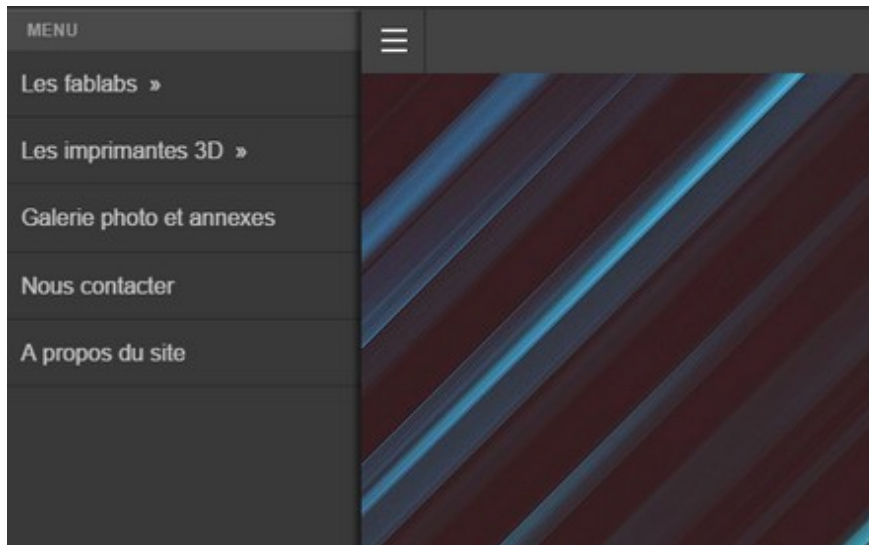 MENU
Les fablabs »
Les imprimantes 3D »
Galerie photo et annexes
Nous contacter
A propos du site